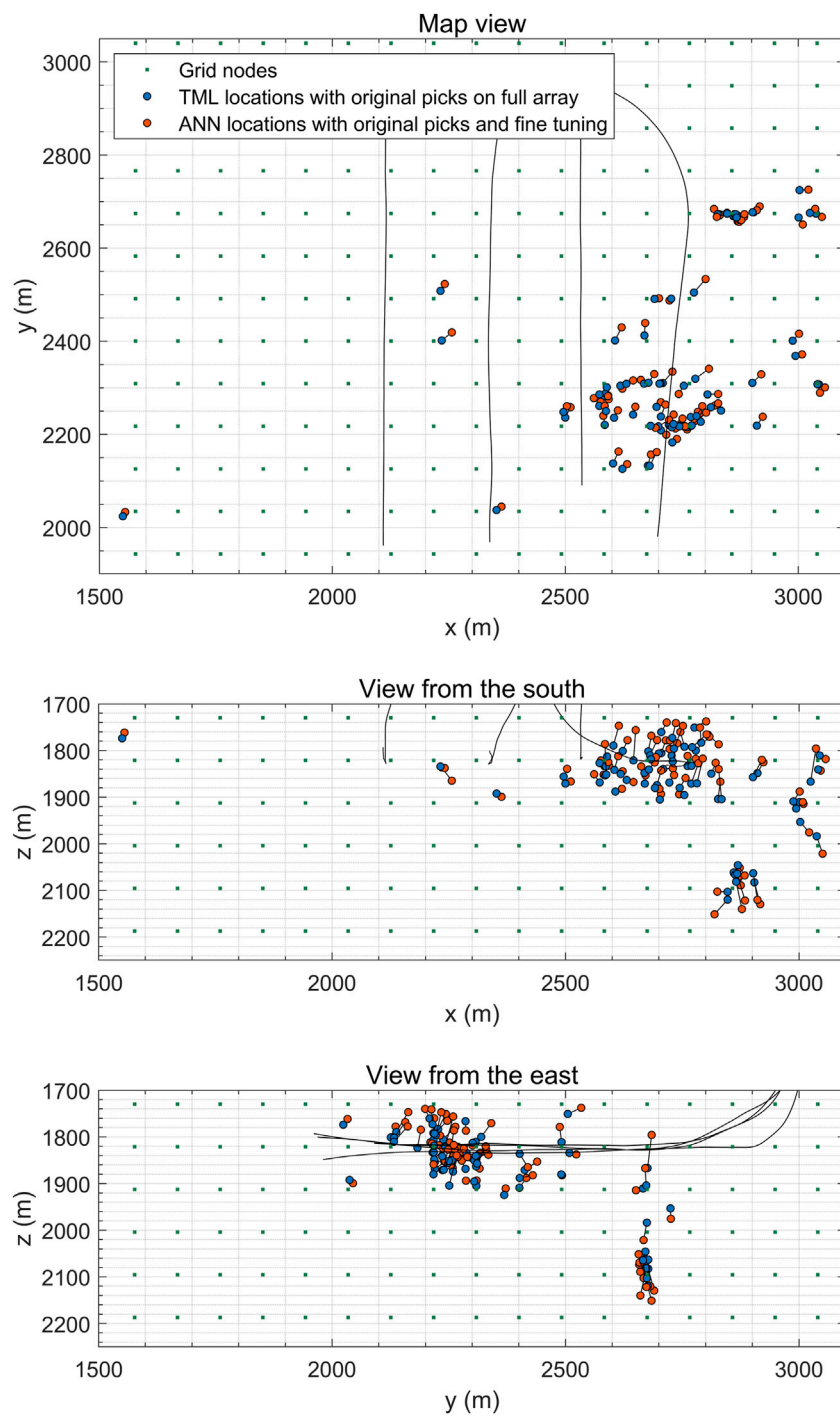 Map view
Grid nodes
TML locations with original picks on full array
ANN locations with original picks and fine tuning
3000
2800
2600
2400
2200
2000
y (m)
1500 2000 2500 3000
x (m)
View from the south
1700
1800
1900
2000
2100
2200
z (m)
1500 2000 2500 3000
x (m)
View from the east
1700
1800
1900
2000
2100
2200
z (m)
1500 2000 2500 3000
y (m)